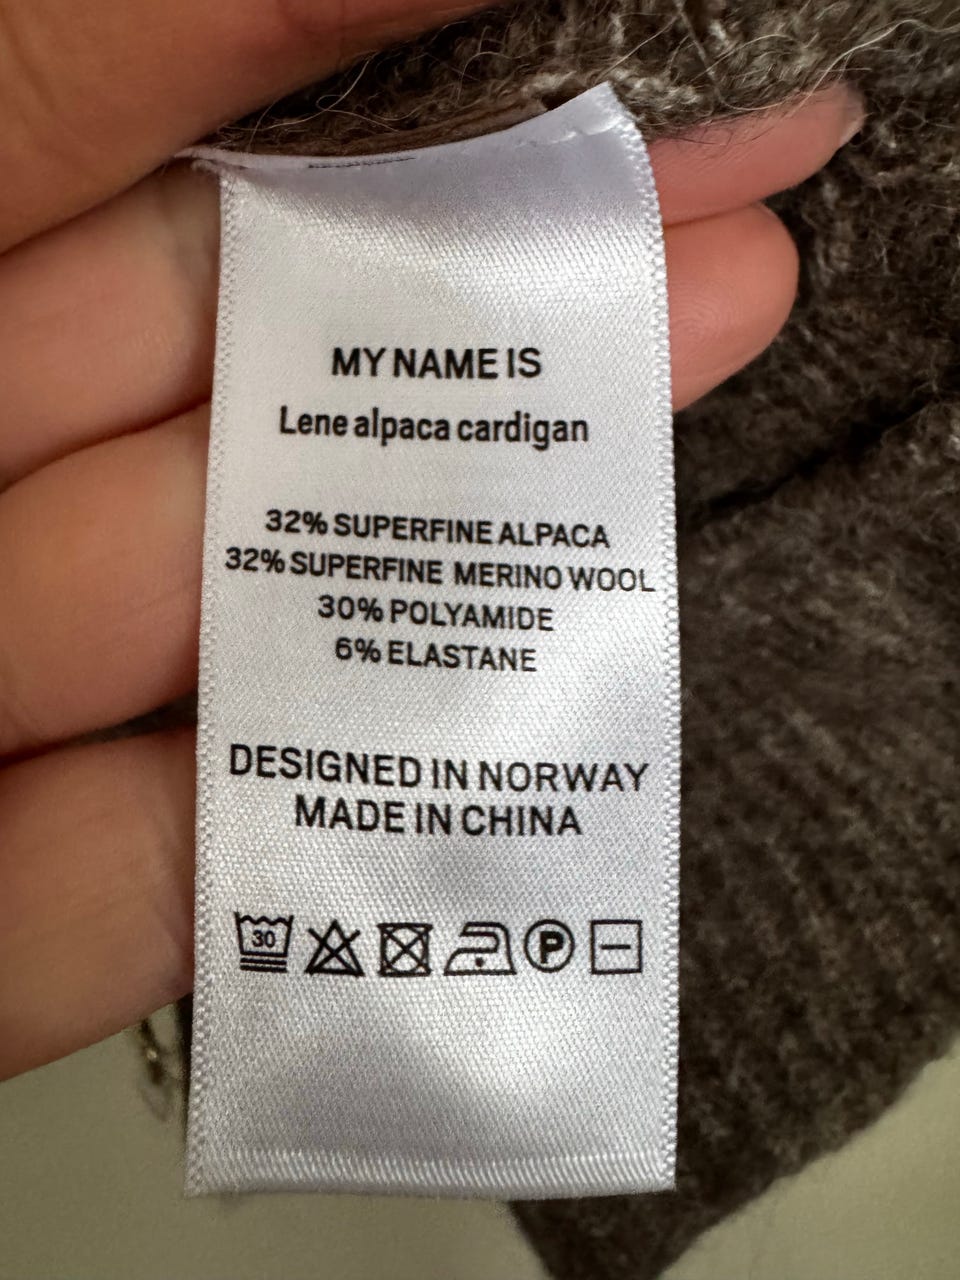 MY NAME IS
Lene alpaca cardigan
32% SUPERFINE ALPACA
32% SUPERFINE MERINO WOOL
30% POLYAMIDE
6% ELASTANE
DESIGNED IN NORWAY
MADE IN CHINA
30 P